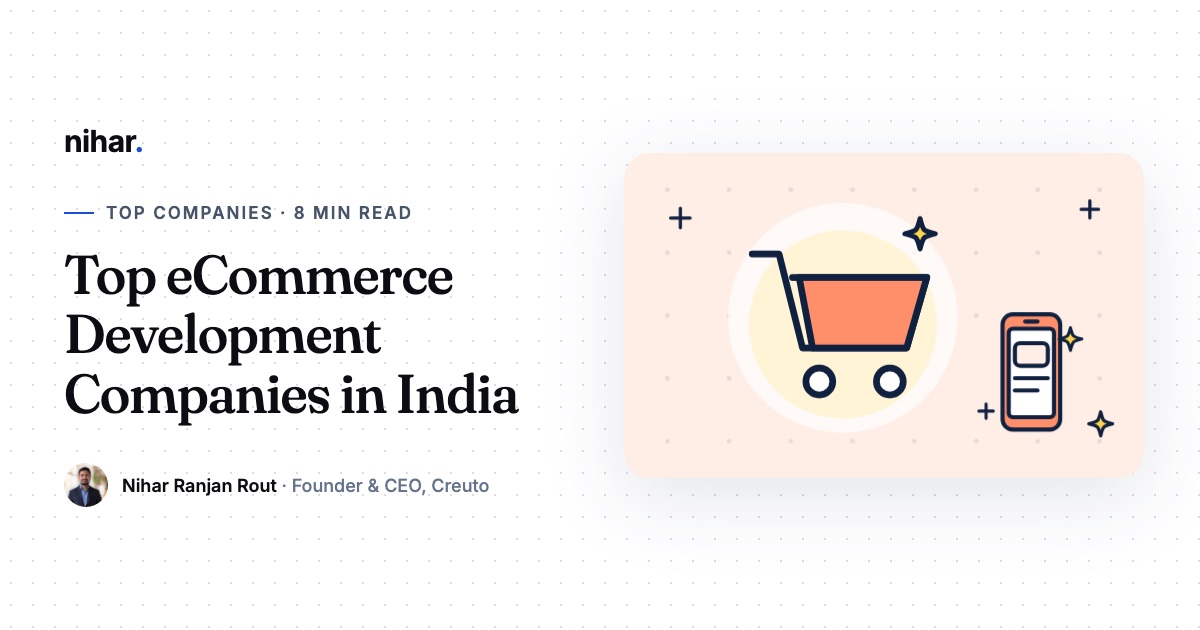 nihar.
TOP COMPANIES · 8 MIN READ
Top eCommerce
Development
Companies in India
Nihar Ranjan Rout · Founder & CEO, Creuto